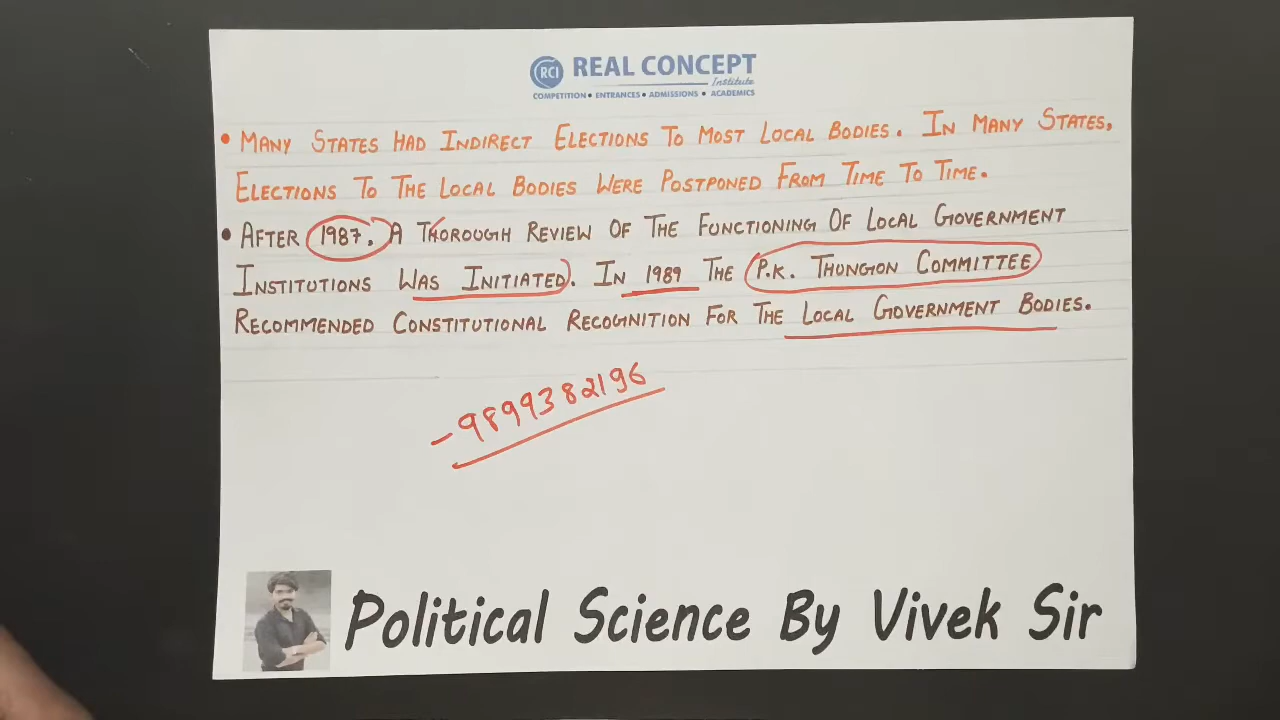 RCI REAL CONCEPT
Institute
COMPETITION • ENTRANCES • ADMISSIONS • ACADEMICS
• MANY STATES HAD INDIRECT ELECTIONS TO MOST LOCAL BODIES. IN MANY STATES,
ELECTIONS TO THE LOCAL BODIES WERE POSTPONED FROM TIME TO TIME.
• AFTER 1987, A THOROUGH REVIEW OF THE FUNCTIONING OF LOCAL GOVERNMENT
INSTITUTIONS WAS INITIATED. IN 1989 THE P.K. THUNGON COMMITTEE
RECOMMENDED CONSTITUTIONAL RECOGNITION FOR THE LOCAL GOVERNMENT BODIES.
- 9899382196
Political Science By Vivek Sir